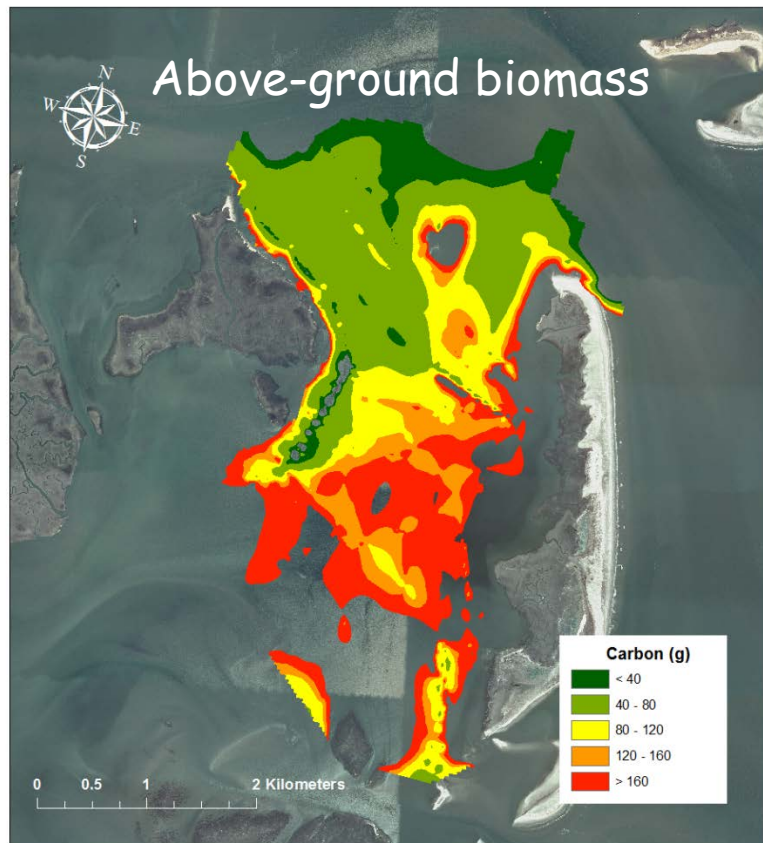 Above-ground biomass
N
W
E
S
Carbon (g)
< 40
40 - 80
80 - 120
120 - 160
> 160
0 0.5 1 2 Kilometers